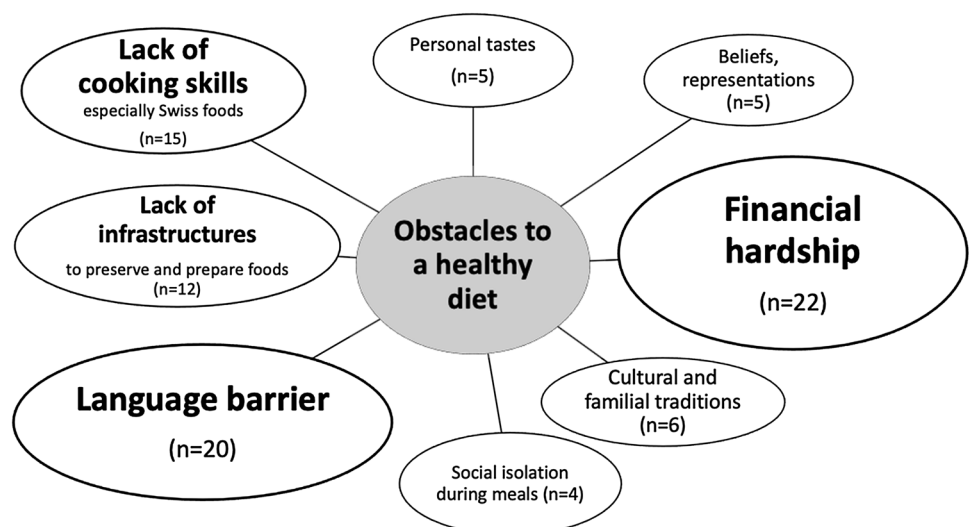 Lack of
cooking skills
especially Swiss foods
(n=15)
Personal tastes
(n=5)
Beliefs,
representations
(n=5)
Lack of
infrastructures
to preserve and prepare foods
(n=12)
Obstacles to
a healthy
diet
Financial
hardship
(n=22)
Language barrier
(n=20)
Cultural and
familial traditions
(n=6)
Social isolation
during meals (n=4)